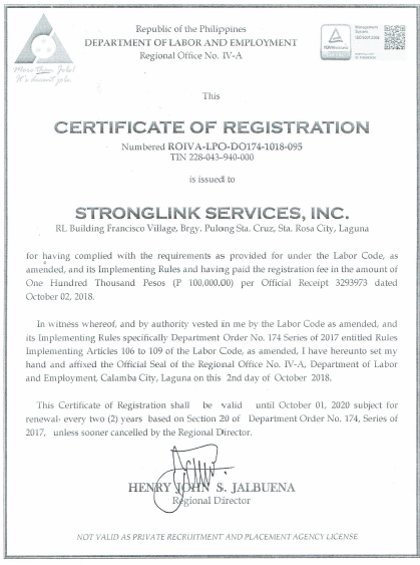 Republic of the Philippines
DEPARTMENT OF LABOR AND EMPLOYMENT
Regional Office No. IV-A
More than Jobs!
It's decent jobs.
Management
System
This
CERTIFICATE OF REGISTRATION
Numbered ROIVA-LPO-DO174-1018-095
TIN 228-043-940-000
is issued to
STRONGLINK SERVICES, INC.
RL Building Francisco Village, Brgy. Pulong Sta. Cruz, Sta. Rosa City, Laguna
for having complied with the requirements as provided for under the Labor Code, as
amended, and its Implementing Rules and having paid the registration fee in the amount of
One Hundred Thousand Pesos (P 100,000.00) per Official Receipt 3293973 dated
October 02, 2018.
In witness whereof, and by authority vested in me by the Labor Code as amended, and
its Implementing Rules specifically Department Order No. 174 Series of 2017 entitled Rules
Implementing Articles 106 to 109 of the Labor Code, as amended, I have hereunto set my
hand and affixed the Official Seal of the Regional Office No. IV-A, Department of Labor
and Employment, Calamba City, Laguna on this 2nd day of October 2018.
This Certificate of Registration shall be valid until October 01, 2020 subject for
renewal- every two (2) years based on Section 20 of Department Order No. 174, Series of
2017, unless sooner cancelled by the Regional Director.
HENRY JOHN S. JALBUENA
Regional Director
NOT VALID AS PRIVATE RECRUITMENT AND PLACEMENT AGENCY LICENSE